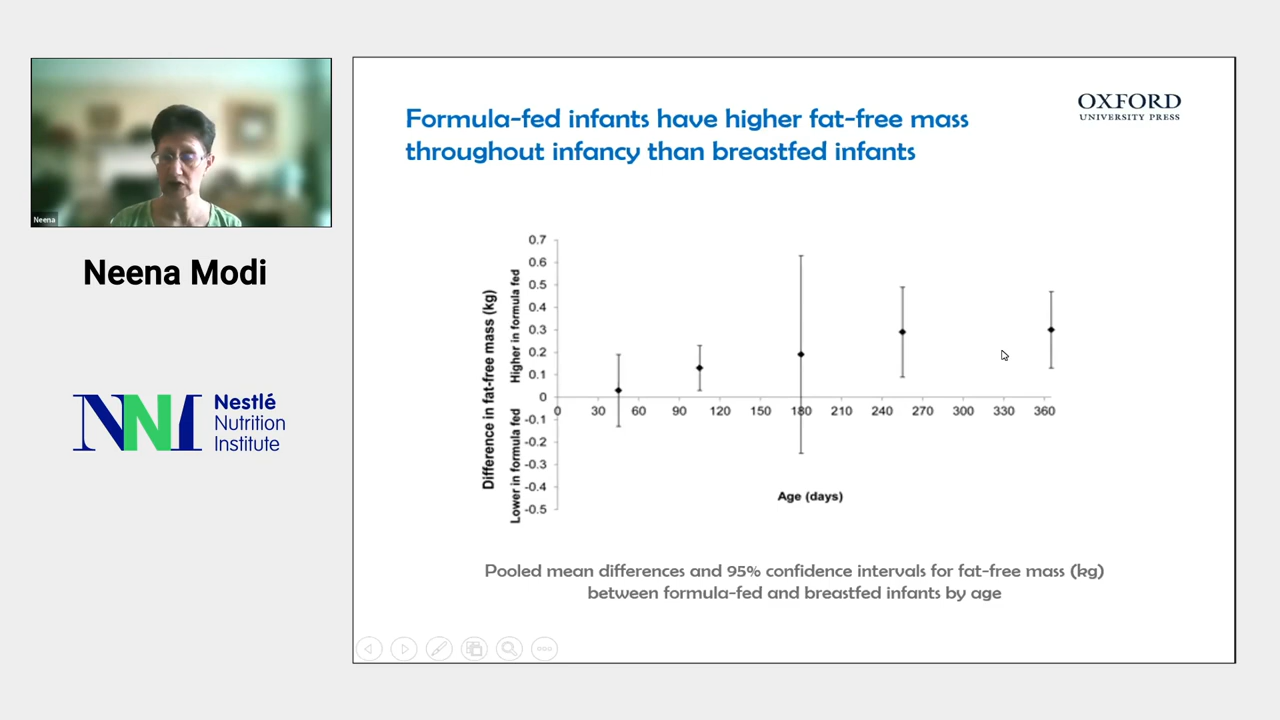 Neena
Neena Modi
NNI Nestlé
Nutrition
Institute
Formula-fed infants have higher fat-free mass
throughout infancy than breastfed infants
OXFORD
UNIVERSITY PRESS
Difference in fat-free mass (kg)
Higher in formula fed
Lower in formula fed
0.7
0.6
0.5
0.4
0.3
0.2
0.1
0
-0.1
-0.2
-0.3
-0.4
-0.5
0 30 60 90 120 150 180 210 240 270 300 330 360
Age (days)
Pooled mean differences and 95% confidence intervals for fat-free mass (kg)
between formula-fed and breastfed infants by age